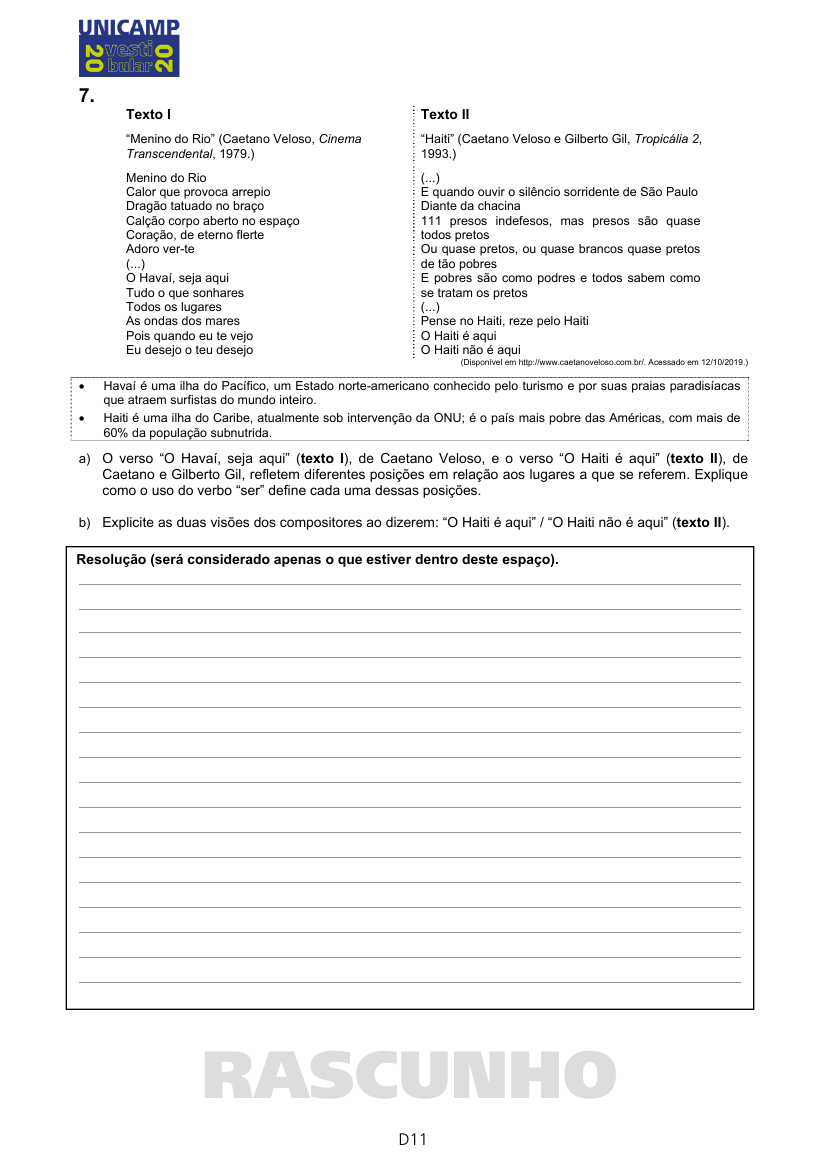 UNICAMP
20 vesti 20
bular
7.
Texto I
“Menino do Rio” (Caetano Veloso, Cinema
Transcendental, 1979.)
Menino do Rio
Calor que provoca arrepio
Dragão tatuado no braço
Calção corpo aberto no espaço
Coração, de eterno flerte
Adoro ver-te
(...)
O Havaí, seja aqui
Tudo o que sonhares
Todos os lugares
As ondas dos mares
Pois quando eu te vejo
Eu desejo o teu desejo
Texto II
“Haiti” (Caetano Veloso e Gilberto Gil, Tropicália 2,
1993.)
(...)
E quando ouvir o silêncio sorridente de São Paulo
Diante da chacina
111 presos indefesos, mas presos são quase
todos pretos
Ou quase pretos, ou quase brancos quase pretos
de tão pobres
E pobres são como podres e todos sabem como
se tratam os pretos
(...)
Pense no Haiti, reze pelo Haiti
O Haiti é aqui
O Haiti não é aqui
(Disponível em http://www.caetanoveloso.com.br/. Acessado em 12/10/2019.)
• Havaí é uma ilha do Pacífico, um Estado norte-americano conhecido pelo turismo e por suas praias paradisíacas
que atraem surfistas do mundo inteiro.
• Haiti é uma ilha do Caribe, atualmente sob intervenção da ONU; é o país mais pobre das Américas, com mais de
60% da população subnutrida.
a) O verso “O Havaí, seja aqui” (texto I), de Caetano Veloso, e o verso “O Haiti é aqui” (texto II), de
Caetano e Gilberto Gil, refletem diferentes posições em relação aos lugares a que se referem. Explique
como o uso do verbo “ser” define cada uma dessas posições.
b) Explicite as duas visões dos compositores ao dizerem: “O Haiti é aqui” / “O Haiti não é aqui” (texto II).
Resolução (será considerado apenas o que estiver dentro deste espaço).
RASCUNHO
D11